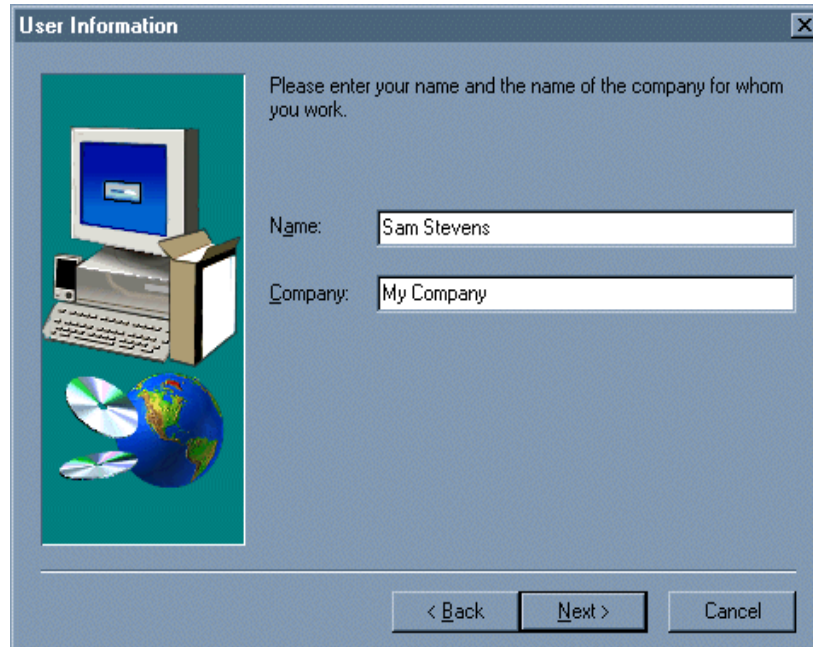 User Information
Please enter your name and the name of the company for whom
you work.
Name: Sam Stevens
Company: My Company
< Back Next > Cancel